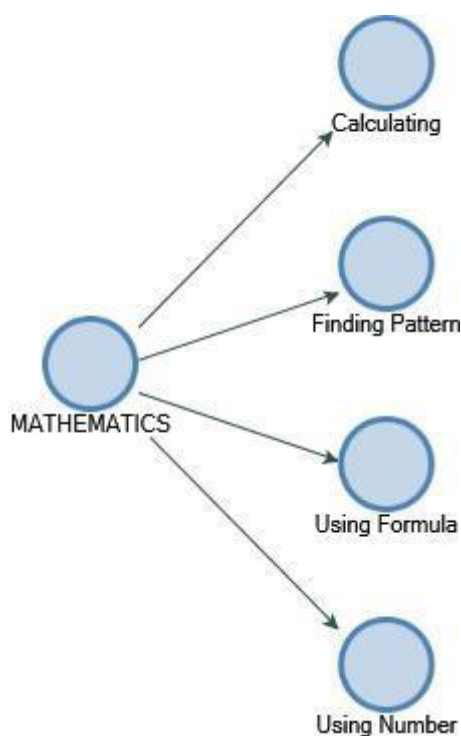 Calculating
Finding Pattern
MATHEMATICS
Using Formula
Using Number